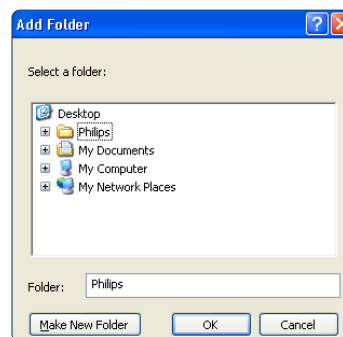 Add Folder
Select a folder:
Desktop
Philips
My Documents
My Computer
My Network Places
Folder: Philips
Make New Folder OK Cancel